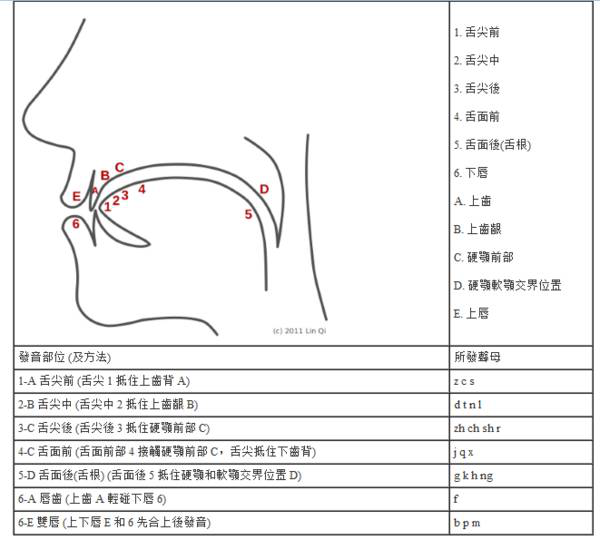 1. 舌尖前
2. 舌尖中
3. 舌尖後
4. 舌面前
5. 舌面後(舌根)
6. 下唇
A. 上齒
B. 上齒齦
C. 硬顎前部
D. 硬顎軟顎交界位置
E. 上唇
B
C
A
E
1
2
3
4
D
5
6
(c) 2011 Lin Qi
發音部位 (及方法)
所發聲母
1-A 舌尖前 (舌尖 1 抵住上齒背 A)
z c s
2-B 舌尖中 (舌尖中 2 抵住上齒齦 B)
d t n l
3-C 舌尖後 (舌尖後 3 抵住硬顎前部 C)
zh ch sh r
4-C 舌面前 (舌面前部 4 接觸硬顎前部 C，舌尖抵住下齒背)
j q x
5-D 舌面後(舌根) (舌面後 5 抵住硬顎和軟顎交界位置 D)
g k h ng
6-A 唇齒 (上齒 A 輕碰下唇 6)
f
6-E 雙唇 (上下唇 E 和 6 先合上後發音)
b p m